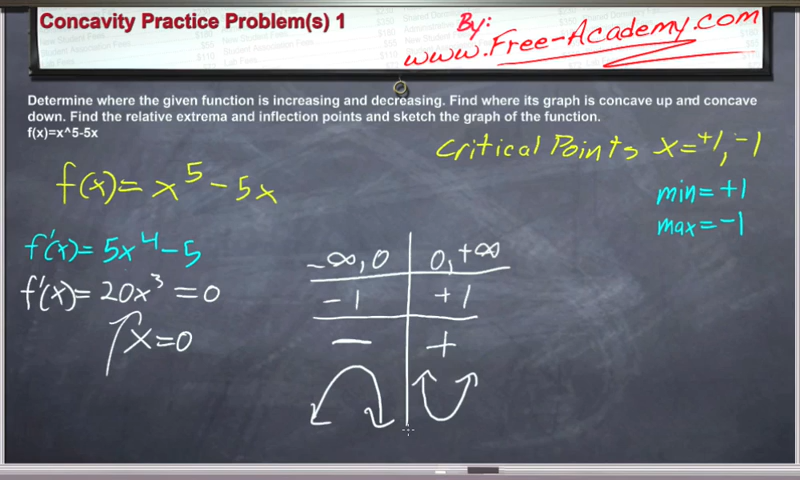 Concavity Practice Problem(s) 1
By:
www.Free-Academy.com
Determine where the given function is increasing and decreasing. Find where its graph is concave up and concave
down. Find the relative extrema and inflection points and sketch the graph of the function.
f(x)=x^5-5x
Critical Points x=+1,-1
f(x)=x⁵-5x
min=+1
max=-1
f'(x)=5x⁴-5
f'(x)=20x³=0
x=0
-∞,0 0,+∞
-1 +1
- +